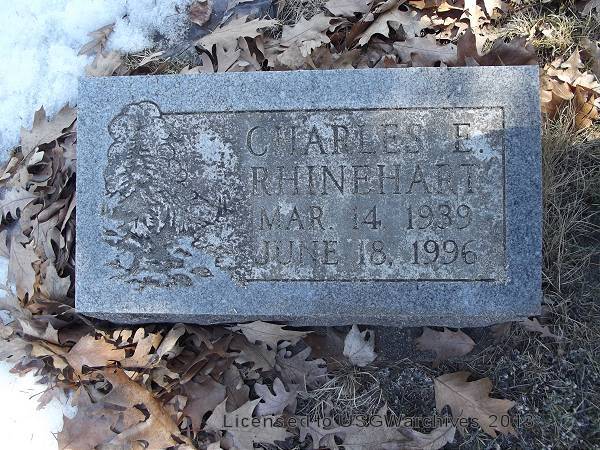 CHARLES E.
RHINEHART
MAR. 14, 1939
JUNE 18, 1996
Licensed to USGWarchives 2013